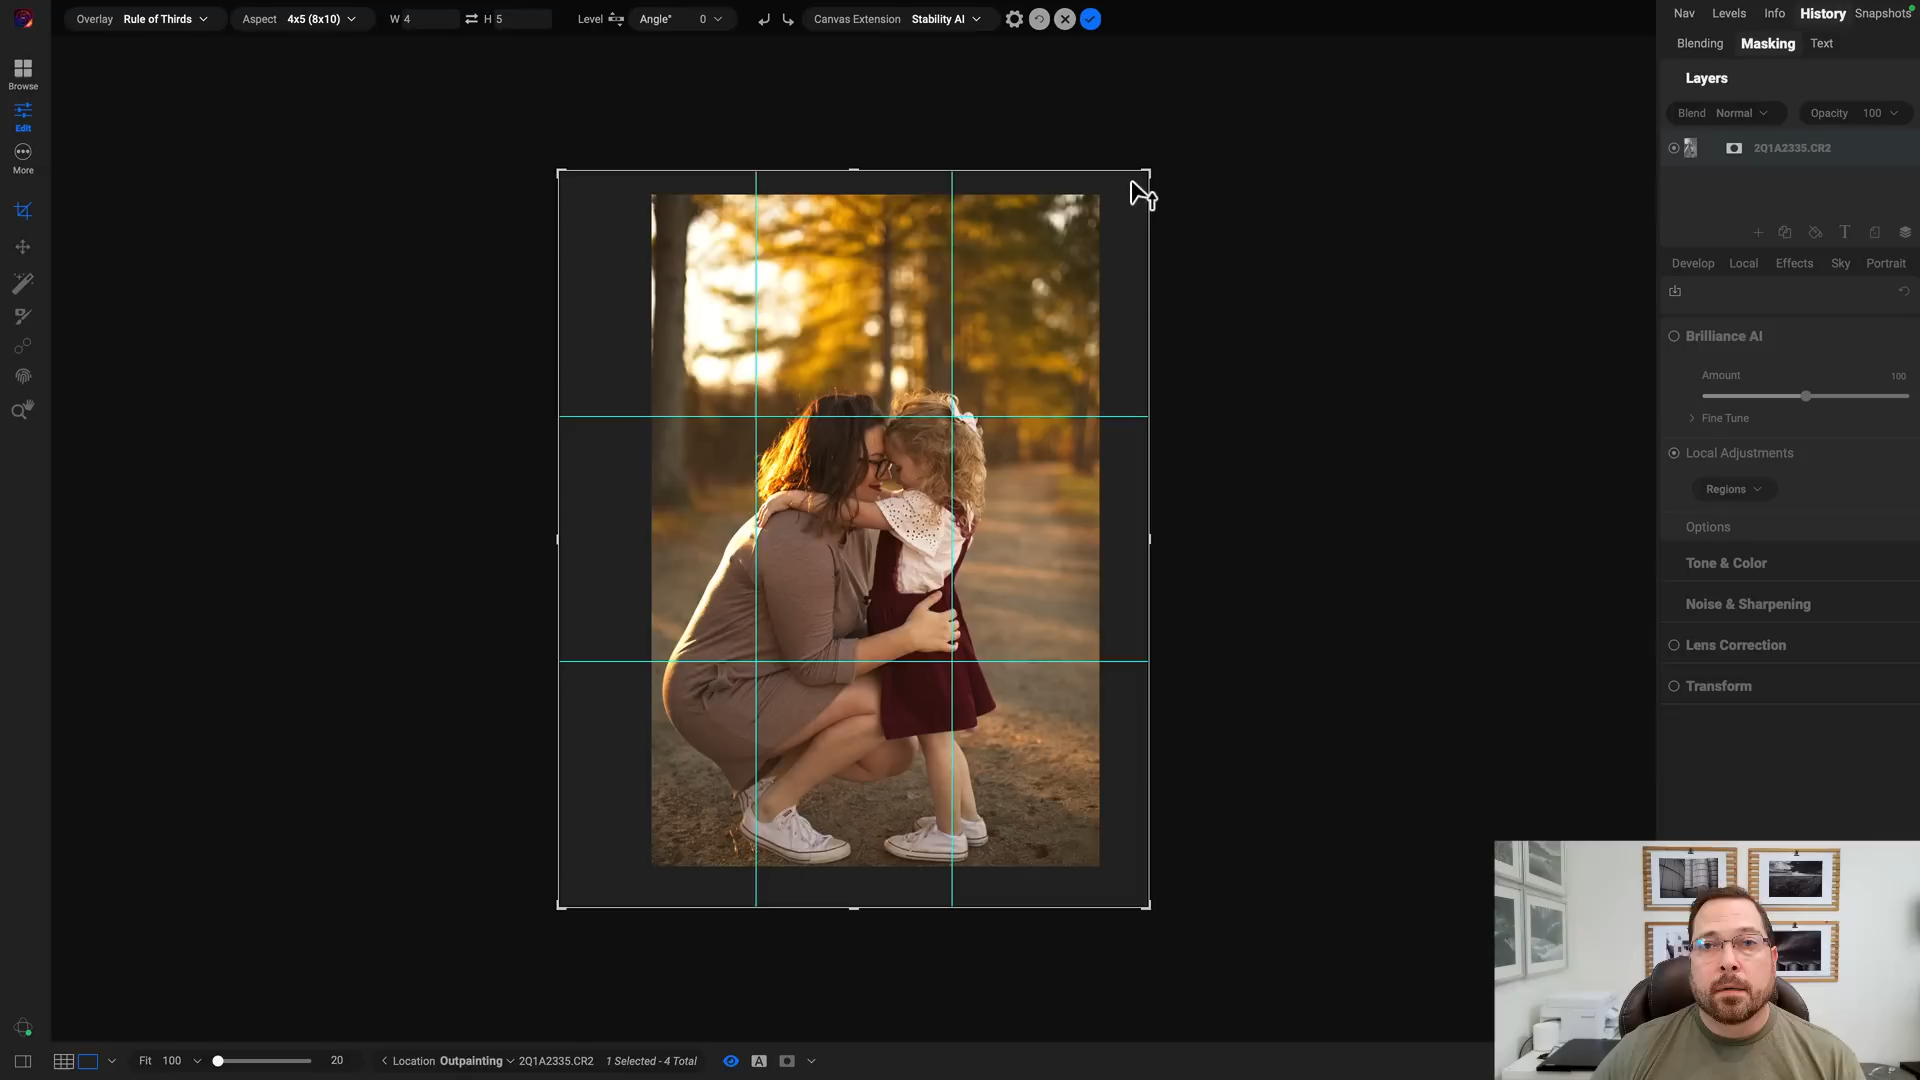 Overlay Rule of Thirds Aspect 4x5 (8x10) W 4 H 5 Level Angle° 0 Canvas Extension Stability AI
Nav Levels Info History Snapshots
Blending Masking Text
Layers
Blend Normal Opacity 100
2Q1A2335.CR2
T
Develop Local Effects Sky Portrait
Brilliance AI
Amount 100
Fine Tune
Local Adjustments
Regions
Options
Tone & Color
Noise & Sharpening
Lens Correction
Transform
Browse
Edit
More
Fit 100 20 Location Outpainting 2Q1A2335.CR2 1 Selected - 4 Total A